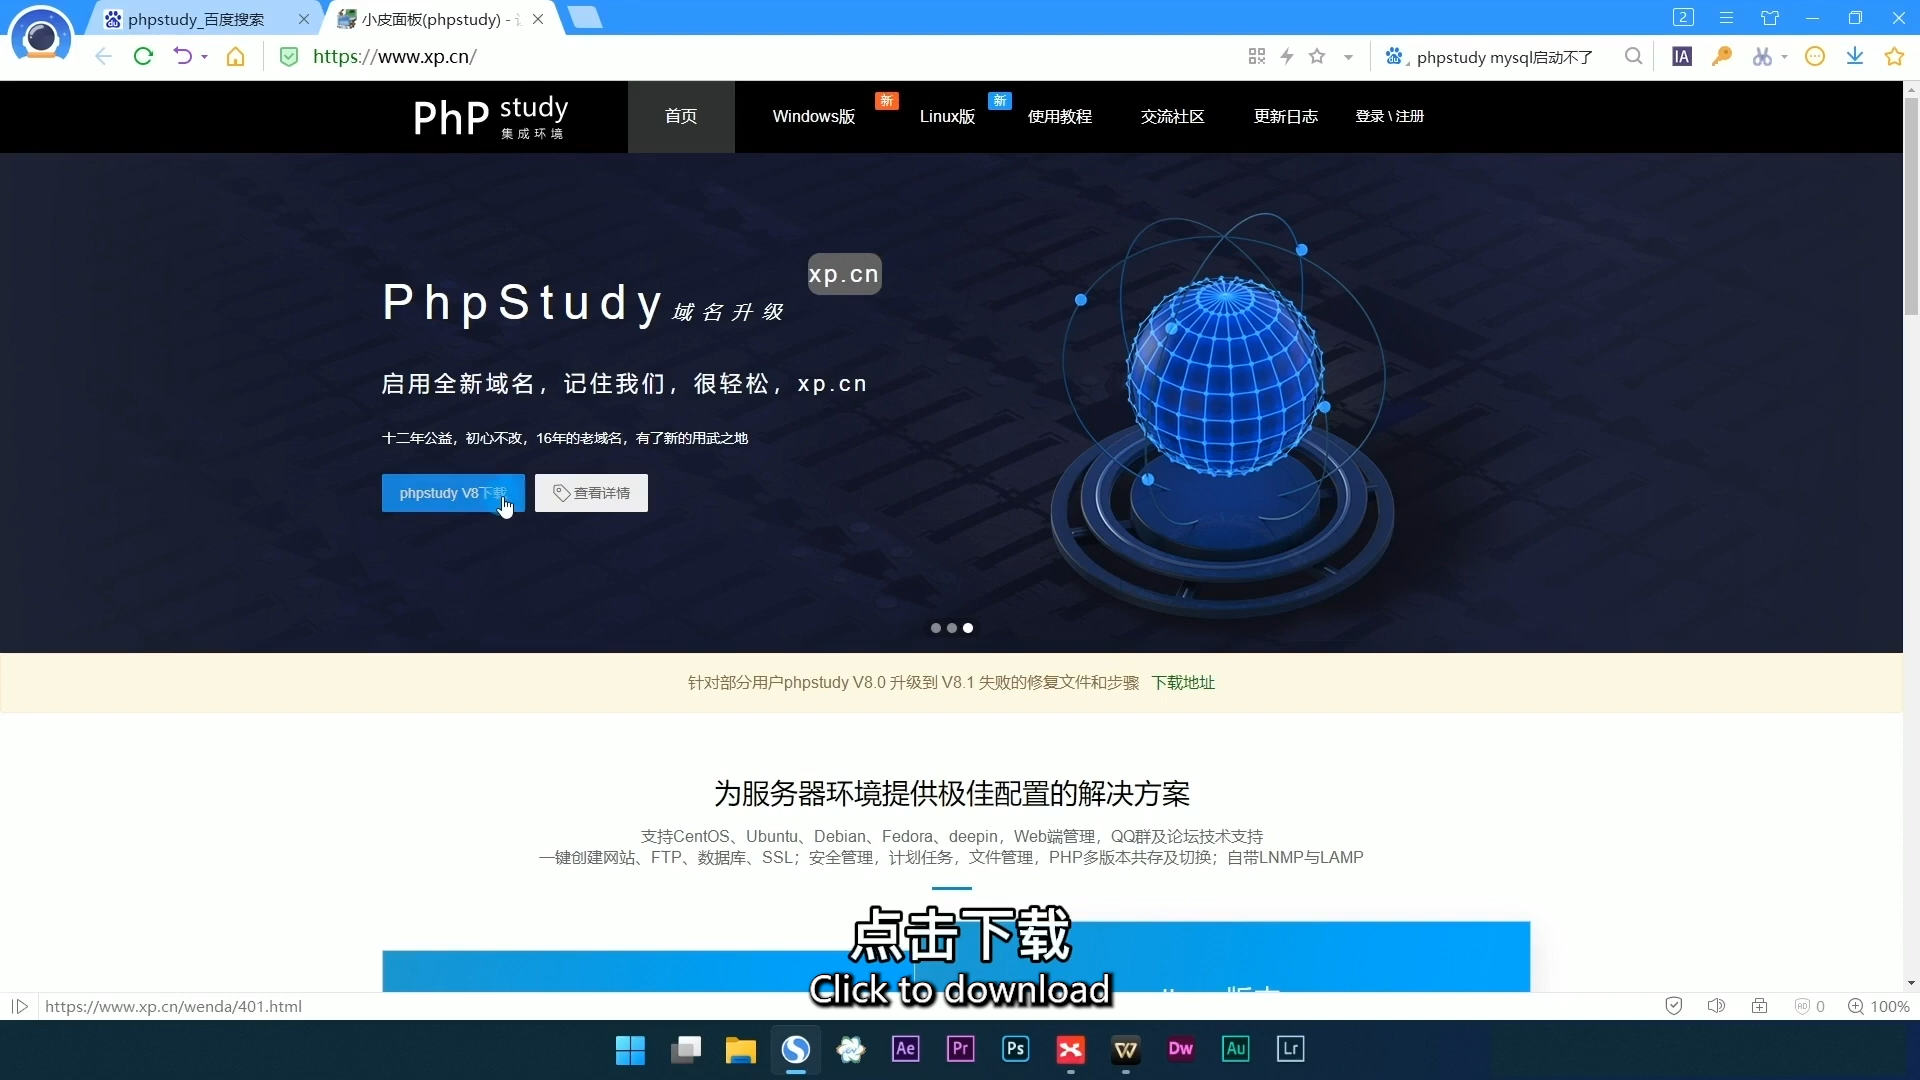 phpstudy_百度搜索
小皮面板(phpstudy) -
2
https://www.xp.cn/
phpstudy mysql启动不了
IA
PhP study
集成环境
首页
Windows版
新
Linux版
新
使用教程
交流社区
更新日志
登录 \ 注册
xp.cn
PhpStudy 域名升级
启用全新域名，记住我们，很轻松，xp.cn
十二年公益，初心不改，16年的老域名，有了新的用武之地
phpstudy V8下载
查看详情
针对部分用户phpstudy V8.0 升级到 V8.1 失败的修复文件和步骤 下载地址
为服务器环境提供极佳配置的解决方案
支持CentOS、Ubuntu、Debian、Fedora、deepin，Web端管理，QQ群及论坛技术支持
一键创建网站、FTP、数据库、SSL；安全管理，计划任务，文件管理，PHP多版本共存及切换；自带LNMP与LAMP
点击下载
Click to download
https://www.xp.cn/wenda/401.html
0
100%
Ae
Pr
Ps
Dw
Au
Lr